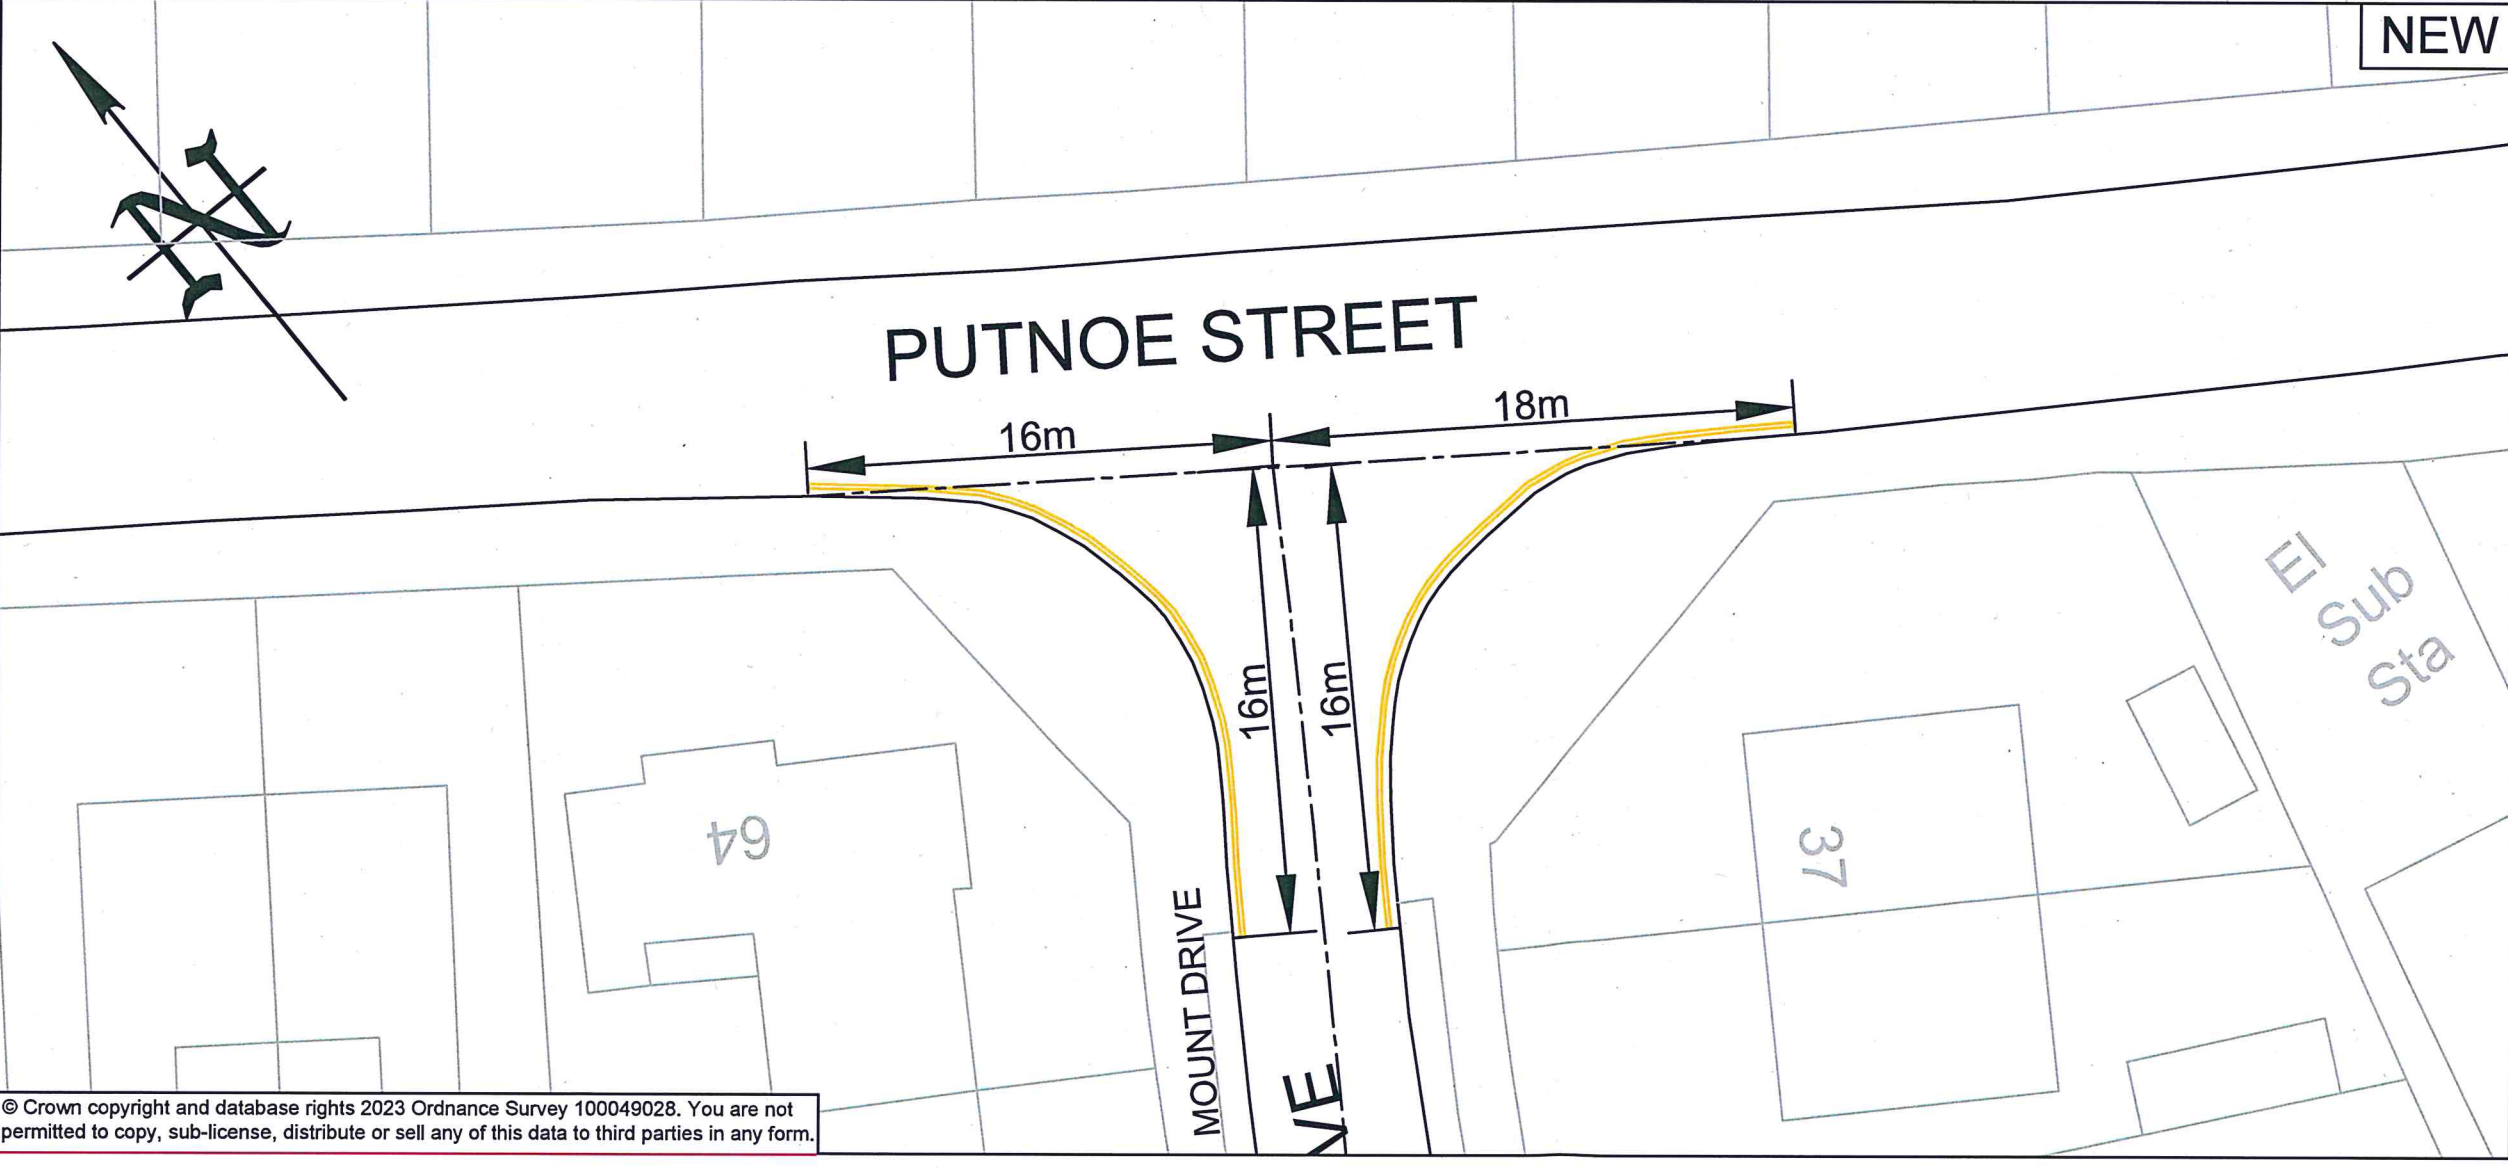 NEW
N
PUTNOE STREET
16m
18m
16m
16m
El
Sub
Sta
64
37
MOUNT DRIVE
© Crown copyright and database rights 2023 Ordnance Survey 100049028. You are not
permitted to copy, sub-license, distribute or sell any of this data to third parties in any form.